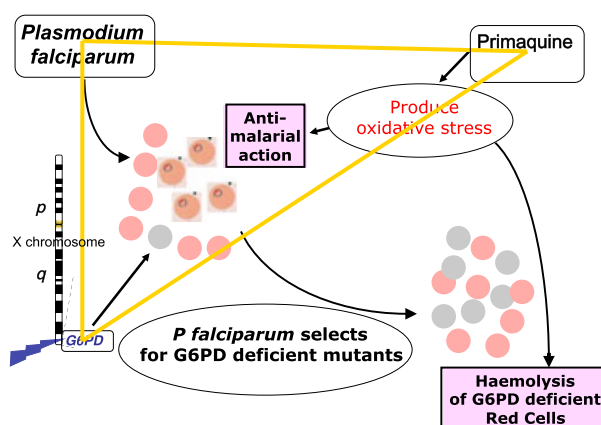 Plasmodium
falciparum
Primaquine
Produce
oxidative stress
Anti-
malarial
action
p
X chromosome
q
G6PD
P falciparum selects
for G6PD deficient mutants
Haemolysis
of G6PD deficient
Red Cells